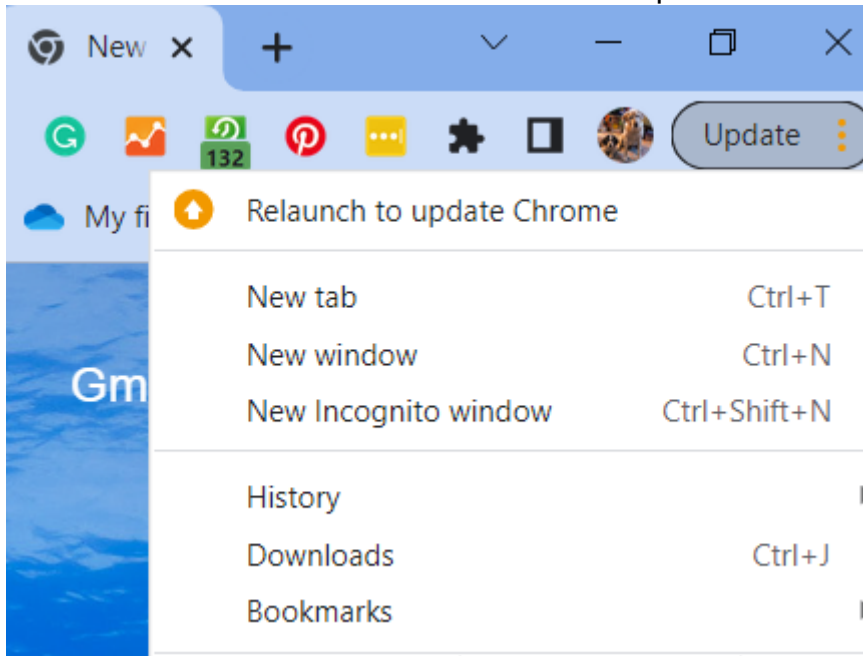 New
132
Update
My fi
Relaunch to update Chrome
New tab Ctrl+T
New window Ctrl+N
Gm
New Incognito window Ctrl+Shift+N
History
Downloads Ctrl+J
Bookmarks